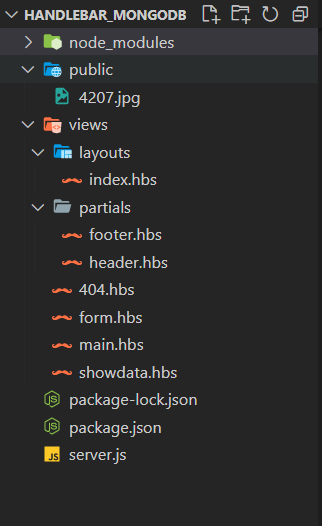 HANDLEBAR_MONGODB
node_modules
public
4207.jpg
views
layouts
index.hbs
partials
footer.hbs
header.hbs
404.hbs
form.hbs
main.hbs
showdata.hbs
package-lock.json
package.json
JS server.js